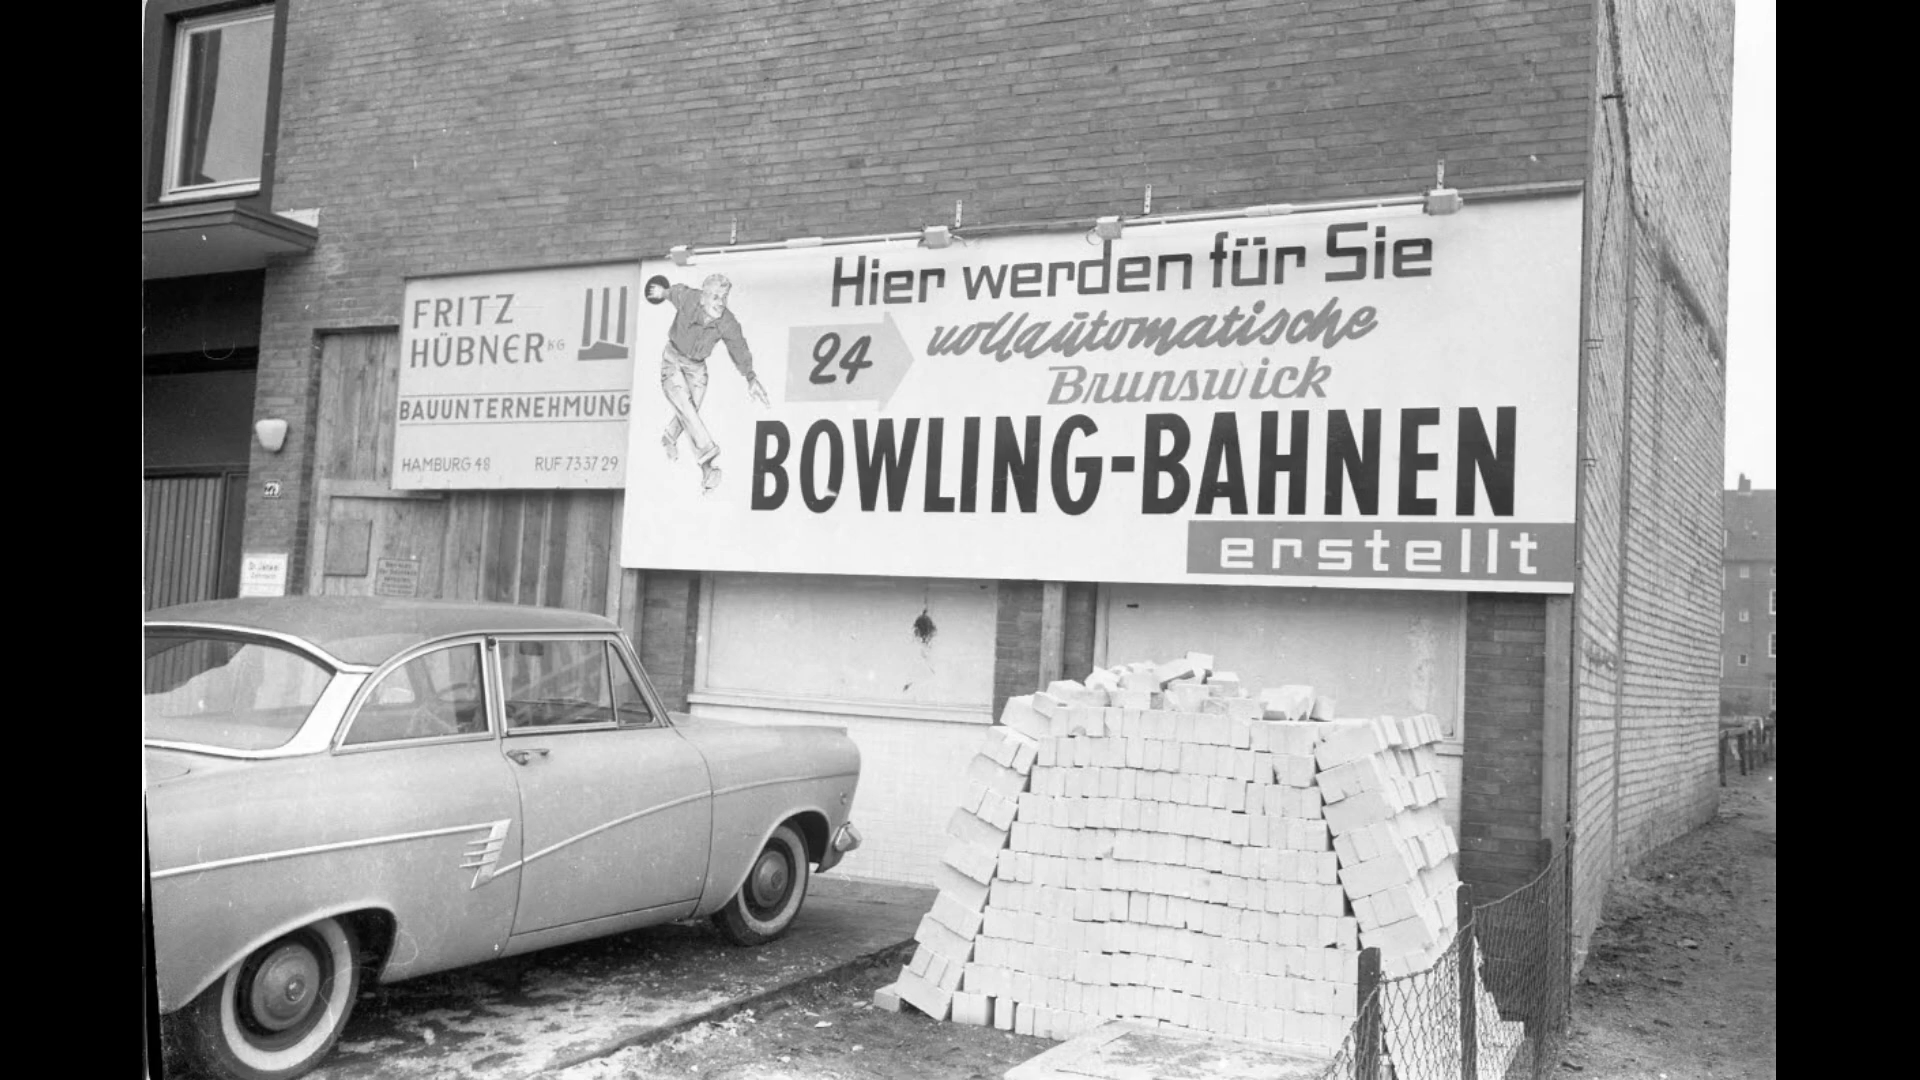 FRITZ
HÜBNER KG
BAUUNTERNEHMUNG
HAMBURG 48 RUF 73 37 29
Hier werden für Sie
24 vollautomatische
Brunswick
BOWLING-BAHNEN
erstellt